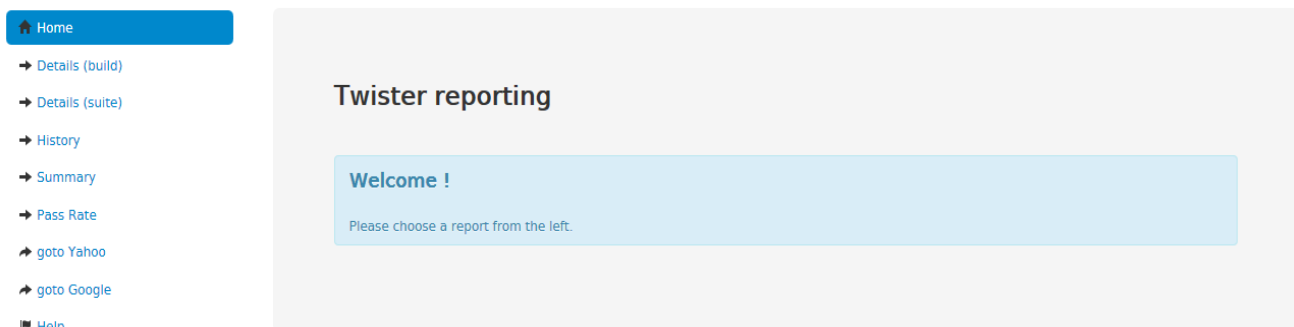 Home
Details (build)
Details (suite)
History
Summary
Pass Rate
goto Yahoo
goto Google
Help
Twister reporting
Welcome !
Please choose a report from the left.